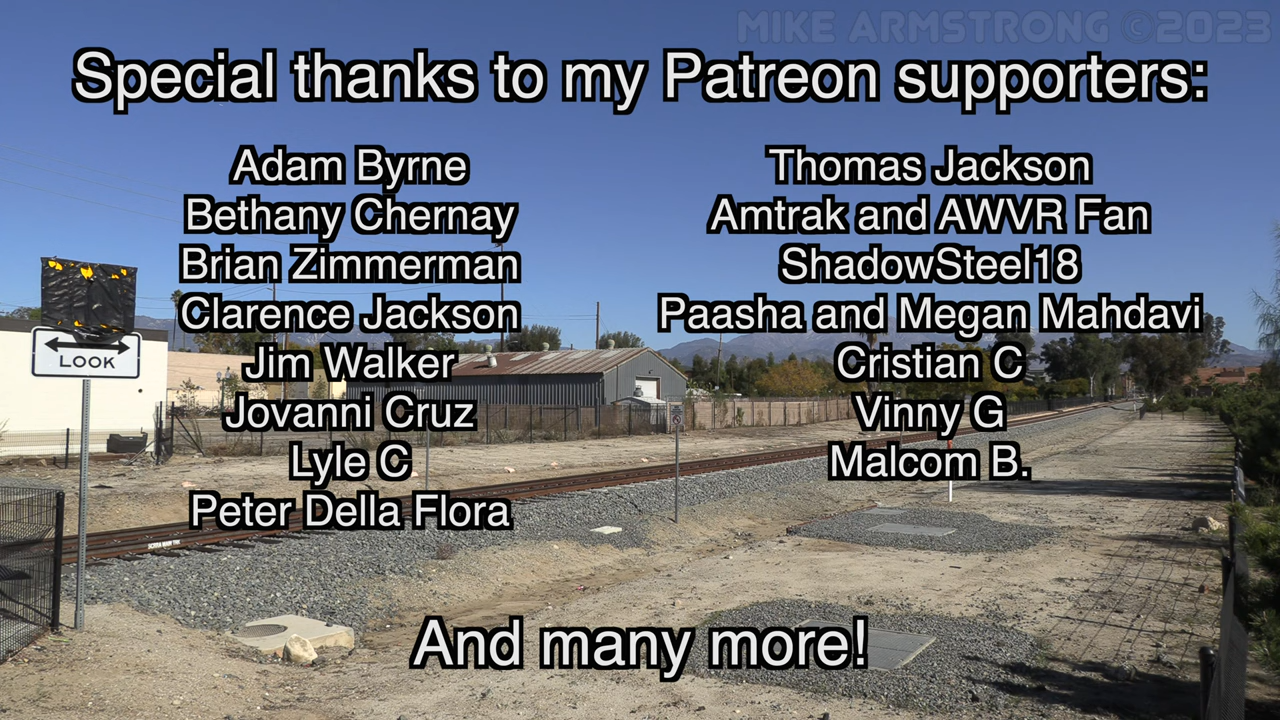 MIKE ARMSTRONG ©2023
Special thanks to my Patreon supporters:
Adam Byrne
Bethany Chernay
Brian Zimmerman
Clarence Jackson
Jim Walker
Jovanni Cruz
Lyle C
Peter Della Flora
Thomas Jackson
Amtrak and AWVR Fan
ShadowSteel18
Paasha and Megan Mahdavi
Cristian C
Vinny G
Malcom B.
And many more!
LOOK